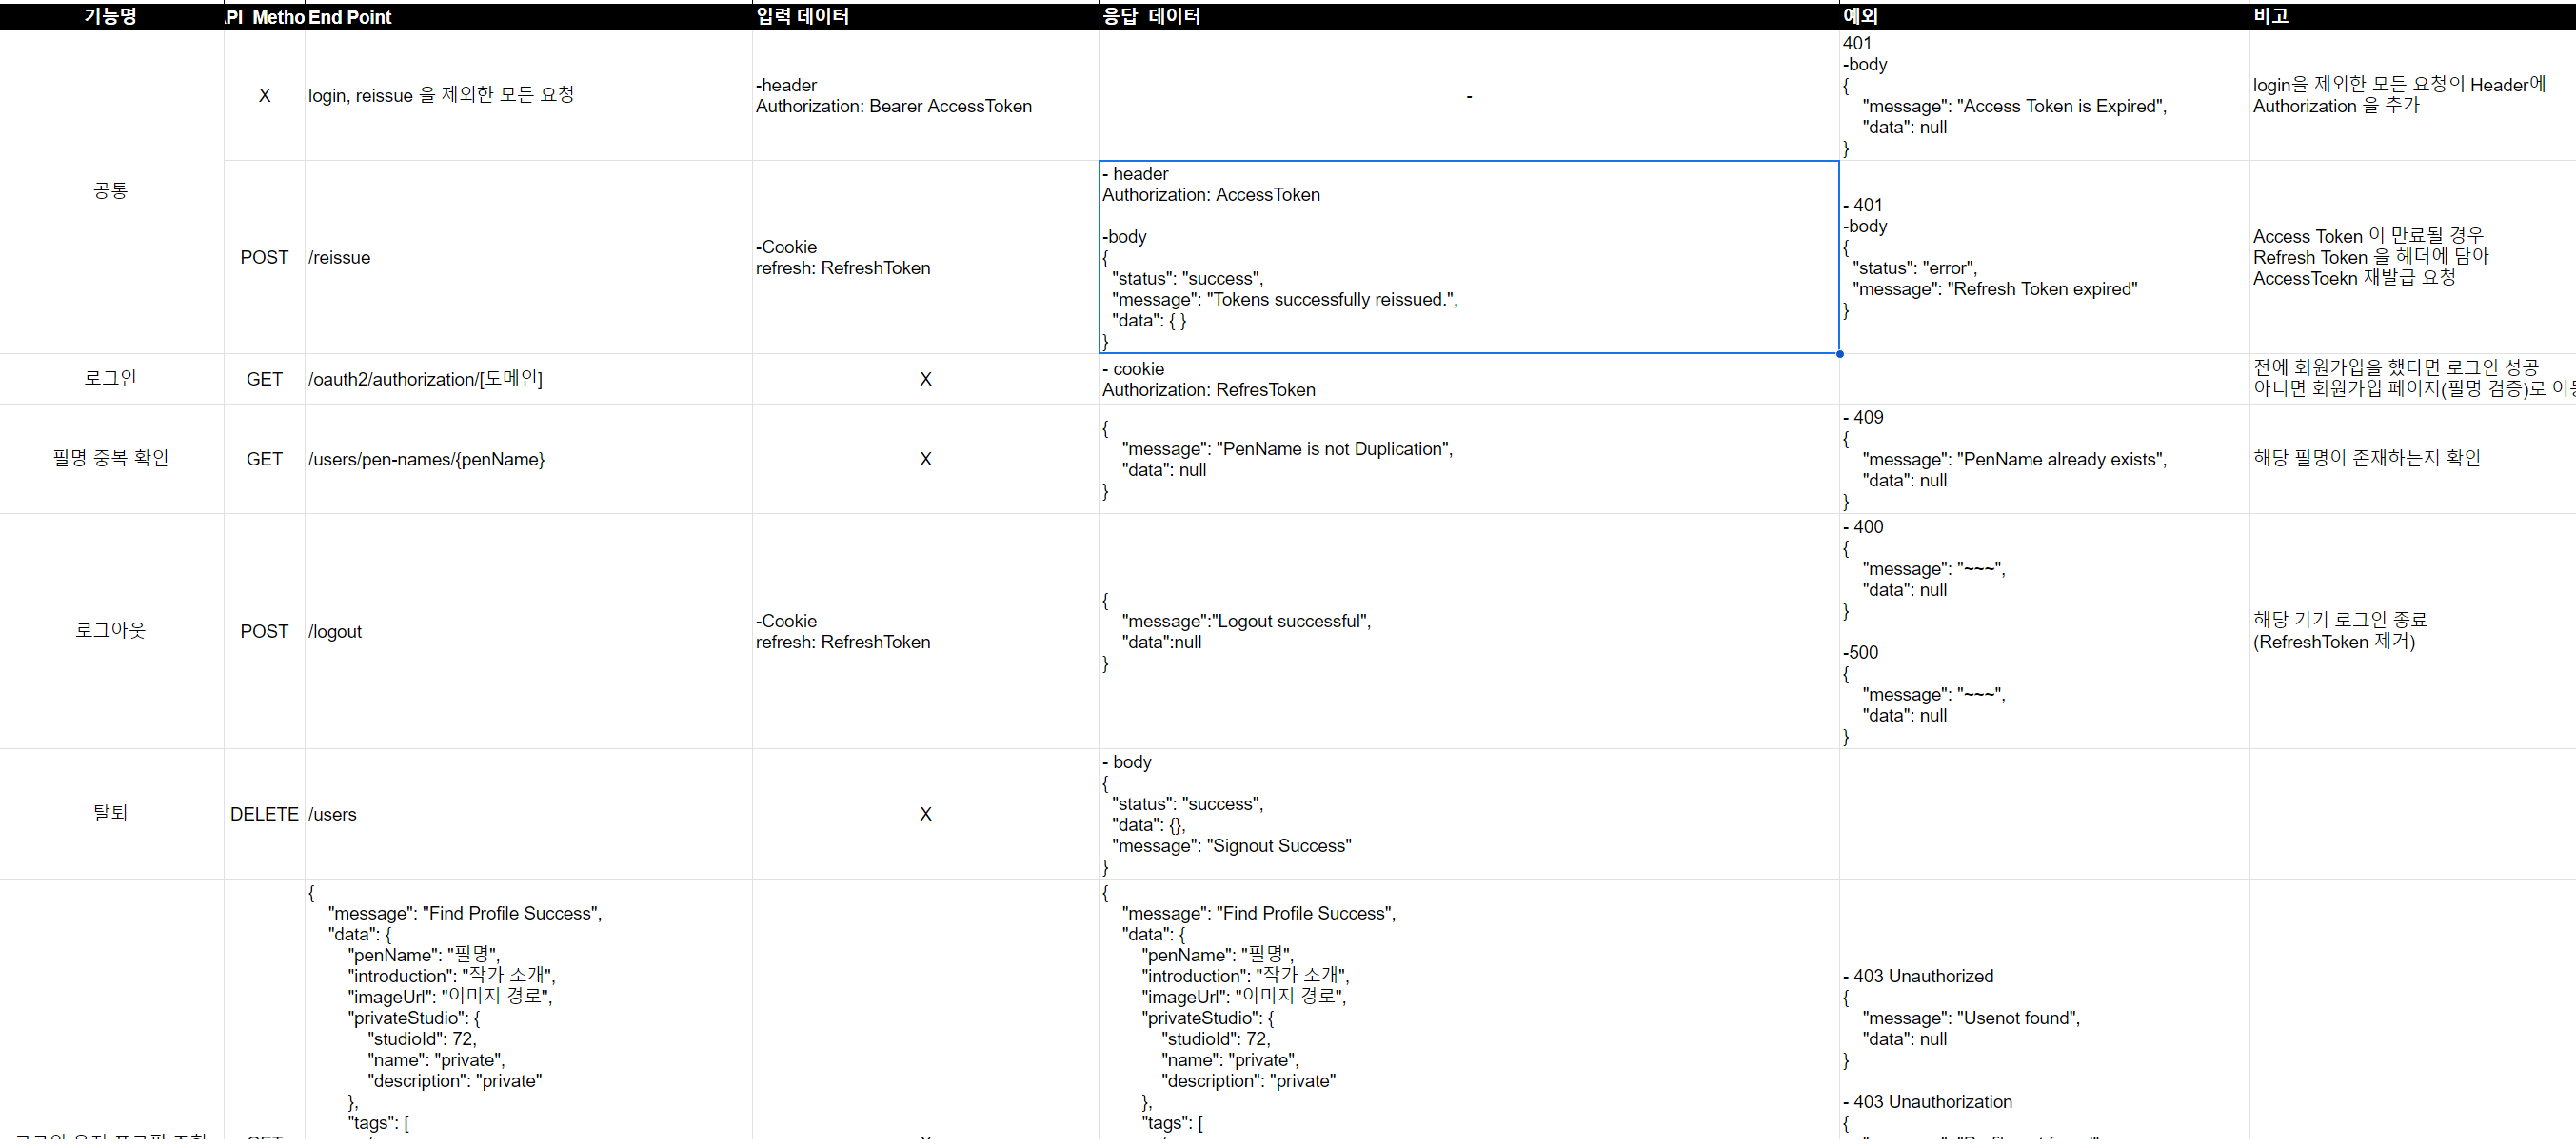 기능명
PI Metho
End Point
입력 데이터
응답 데이터
예외
비고
공통
X
login, reissue 을 제외한 모든 요청
-header
Authorization: Bearer AccessToken
-
401
-body
{
"message": "Access Token is Expired",
"data": null
}
login을 제외한 모든 요청의 Header에
Authorization 을 추가
POST
/reissue
-Cookie
refresh: RefreshToken
- header
Authorization: AccessToken
-body
{
"status": "success",
"message": "Tokens successfully reissued.",
"data": { }
}
- 401
-body
{
"status": "error",
"message": "Refresh Token expired"
}
Access Token 이 만료될 경우
Refresh Token 을 헤더에 담아
AccessToekn 재발급 요청
로그인
GET
/oauth2/authorization/[도메인]
X
- cookie
Authorization: RefresToken
전에 회원가입을 했다면 로그인 성공
아니면 회원가입 페이지(필명 검증)로
필명 중복 확인
GET
/users/pen-names/{penName}
X
{
"message": "PenName is not Duplication",
"data": null
}
- 409
{
"message": "PenName already exists",
"data": null
}
해당 필명이 존재하는지 확인
로그아웃
POST
/logout
-Cookie
refresh: RefreshToken
{
"message":"Logout successful",
"data":null
}
- 400
{
"message": "~~~",
"data": null
}
-500
{
"message": "~~~",
"data": null
}
해당 기기 로그인 종료
(RefreshToken 제거)
탈퇴
DELETE
/users
X
- body
{
"status": "success",
"data": {},
"message": "Signout Success"
}
{
"message": "Find Profile Success",
"data": {
"penName": "필명",
"introduction": "작가 소개",
"imageUrl": "이미지 경로",
"privateStudio": {
"studioId": 72,
"name": "private",
"description": "private"
},
"tags": [
{
"message": "Find Profile Success",
"data": {
"penName": "필명",
"introduction": "작가 소개",
"imageUrl": "이미지 경로",
"privateStudio": {
"studioId": 72,
"name": "private",
"description": "private"
},
"tags": [
- 403 Unauthorized
{
"message": "Usenot found",
"data": null
}
- 403 Unauthorization
{